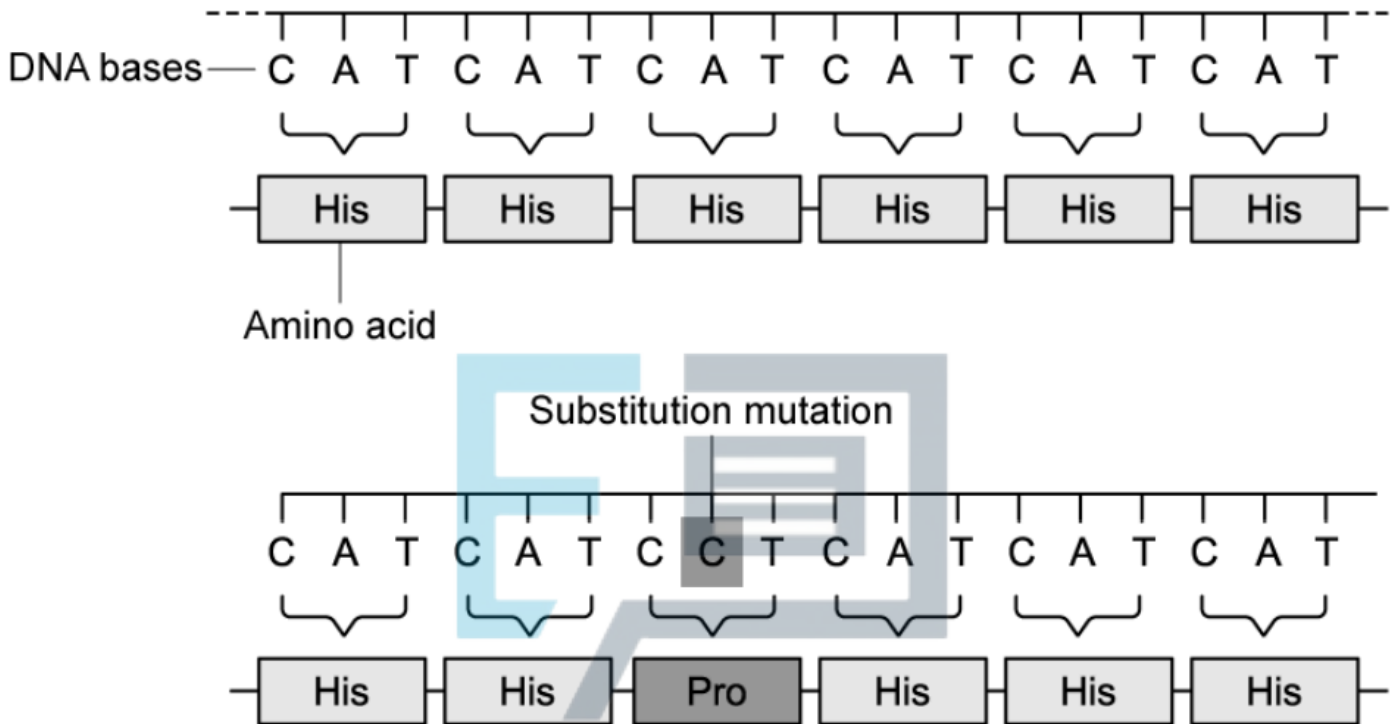 DNA bases C A T C A T C A T C A T C A T C A T
His His His His His His
Amino acid
Substitution mutation
C A T C A T C C T C A T C A T C A T
His His Pro His His His